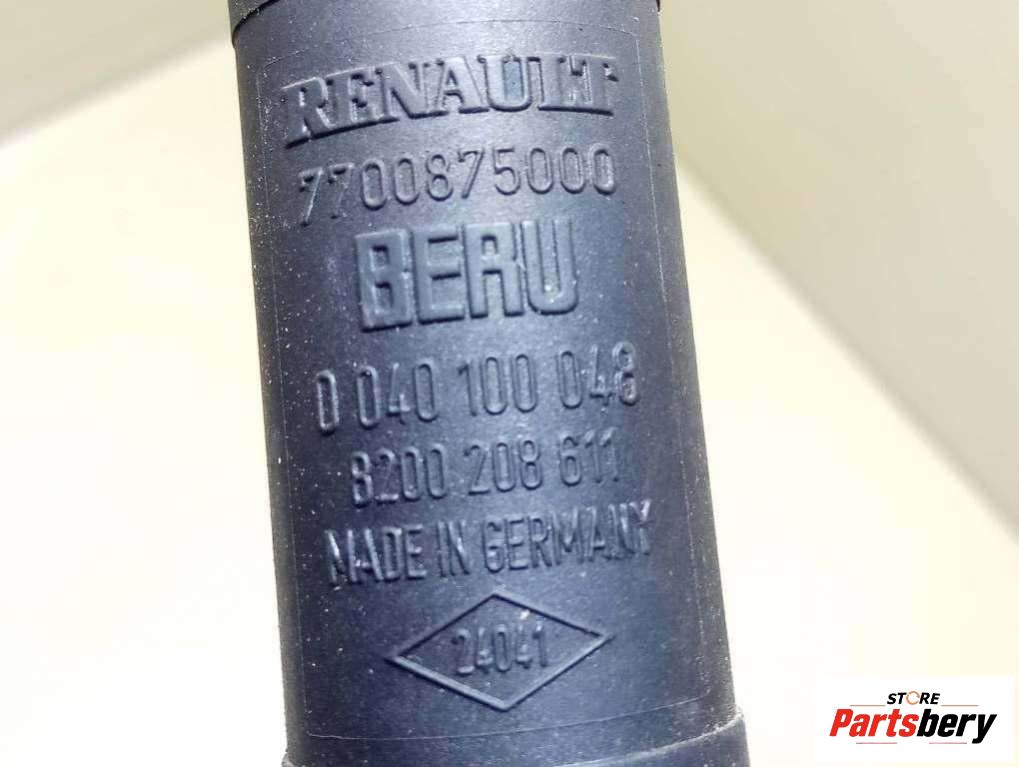 RENAULT
7700875000
BERU
0 040 100 048
8200 208 611
MADE IN GERMANY
24041
STORE
Partsbery